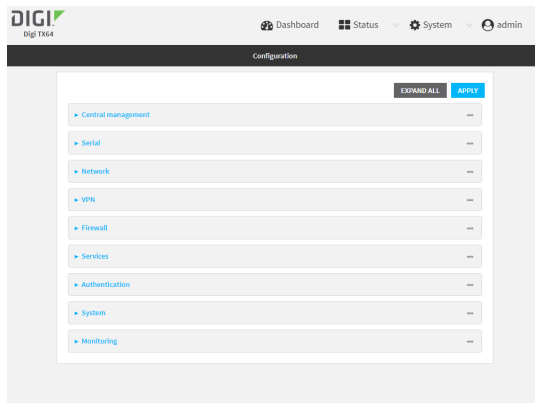 DIGI
Digi TX64
Dashboard Status System admin
Configuration
EXPAND ALL APPLY
Central management
Serial
Network
VPN
Firewall
Services
Authentication
System
Monitoring